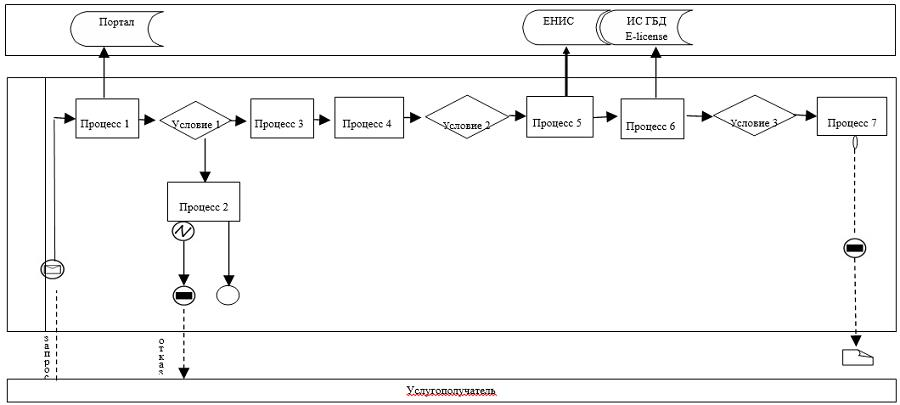 Портал
ЕНИС
ИС ГБД
E-license
Процесс 1
Условие 1
Процесс 3
Процесс 4
Условие 2
Процесс 5
Процесс 6
Условие 3
Процесс 7
Процесс 2
запрос
отказ
Услугополучатель